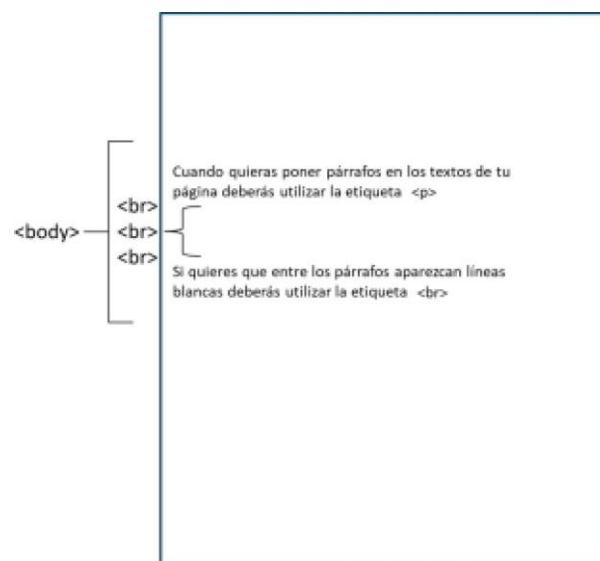 Cuando quieras poner párrafos en los textos de tu
página deberás utilizar la etiqueta <p>
<br>
<body>
<br>
<br>
Si quieres que entre los párrafos aparezcan líneas
blancas deberás utilizar la etiqueta <br>